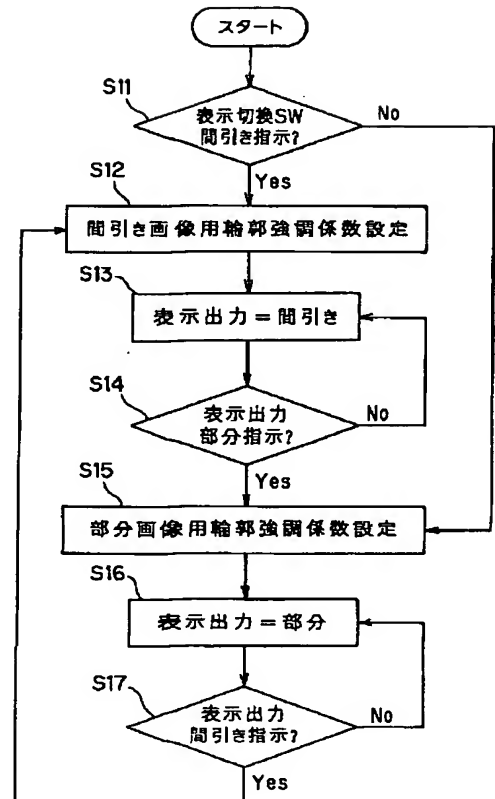 スタート
S11
表示切換SW
間引き指示?
No
Yes
S12
間引き画像用輪郭強調係数設定
S13
表示出力=間引き
S14
表示出力
部分指示?
No
Yes
S15
部分画像用輪郭強調係数設定
S16
表示出力=部分
S17
表示出力
間引き指示?
No
Yes